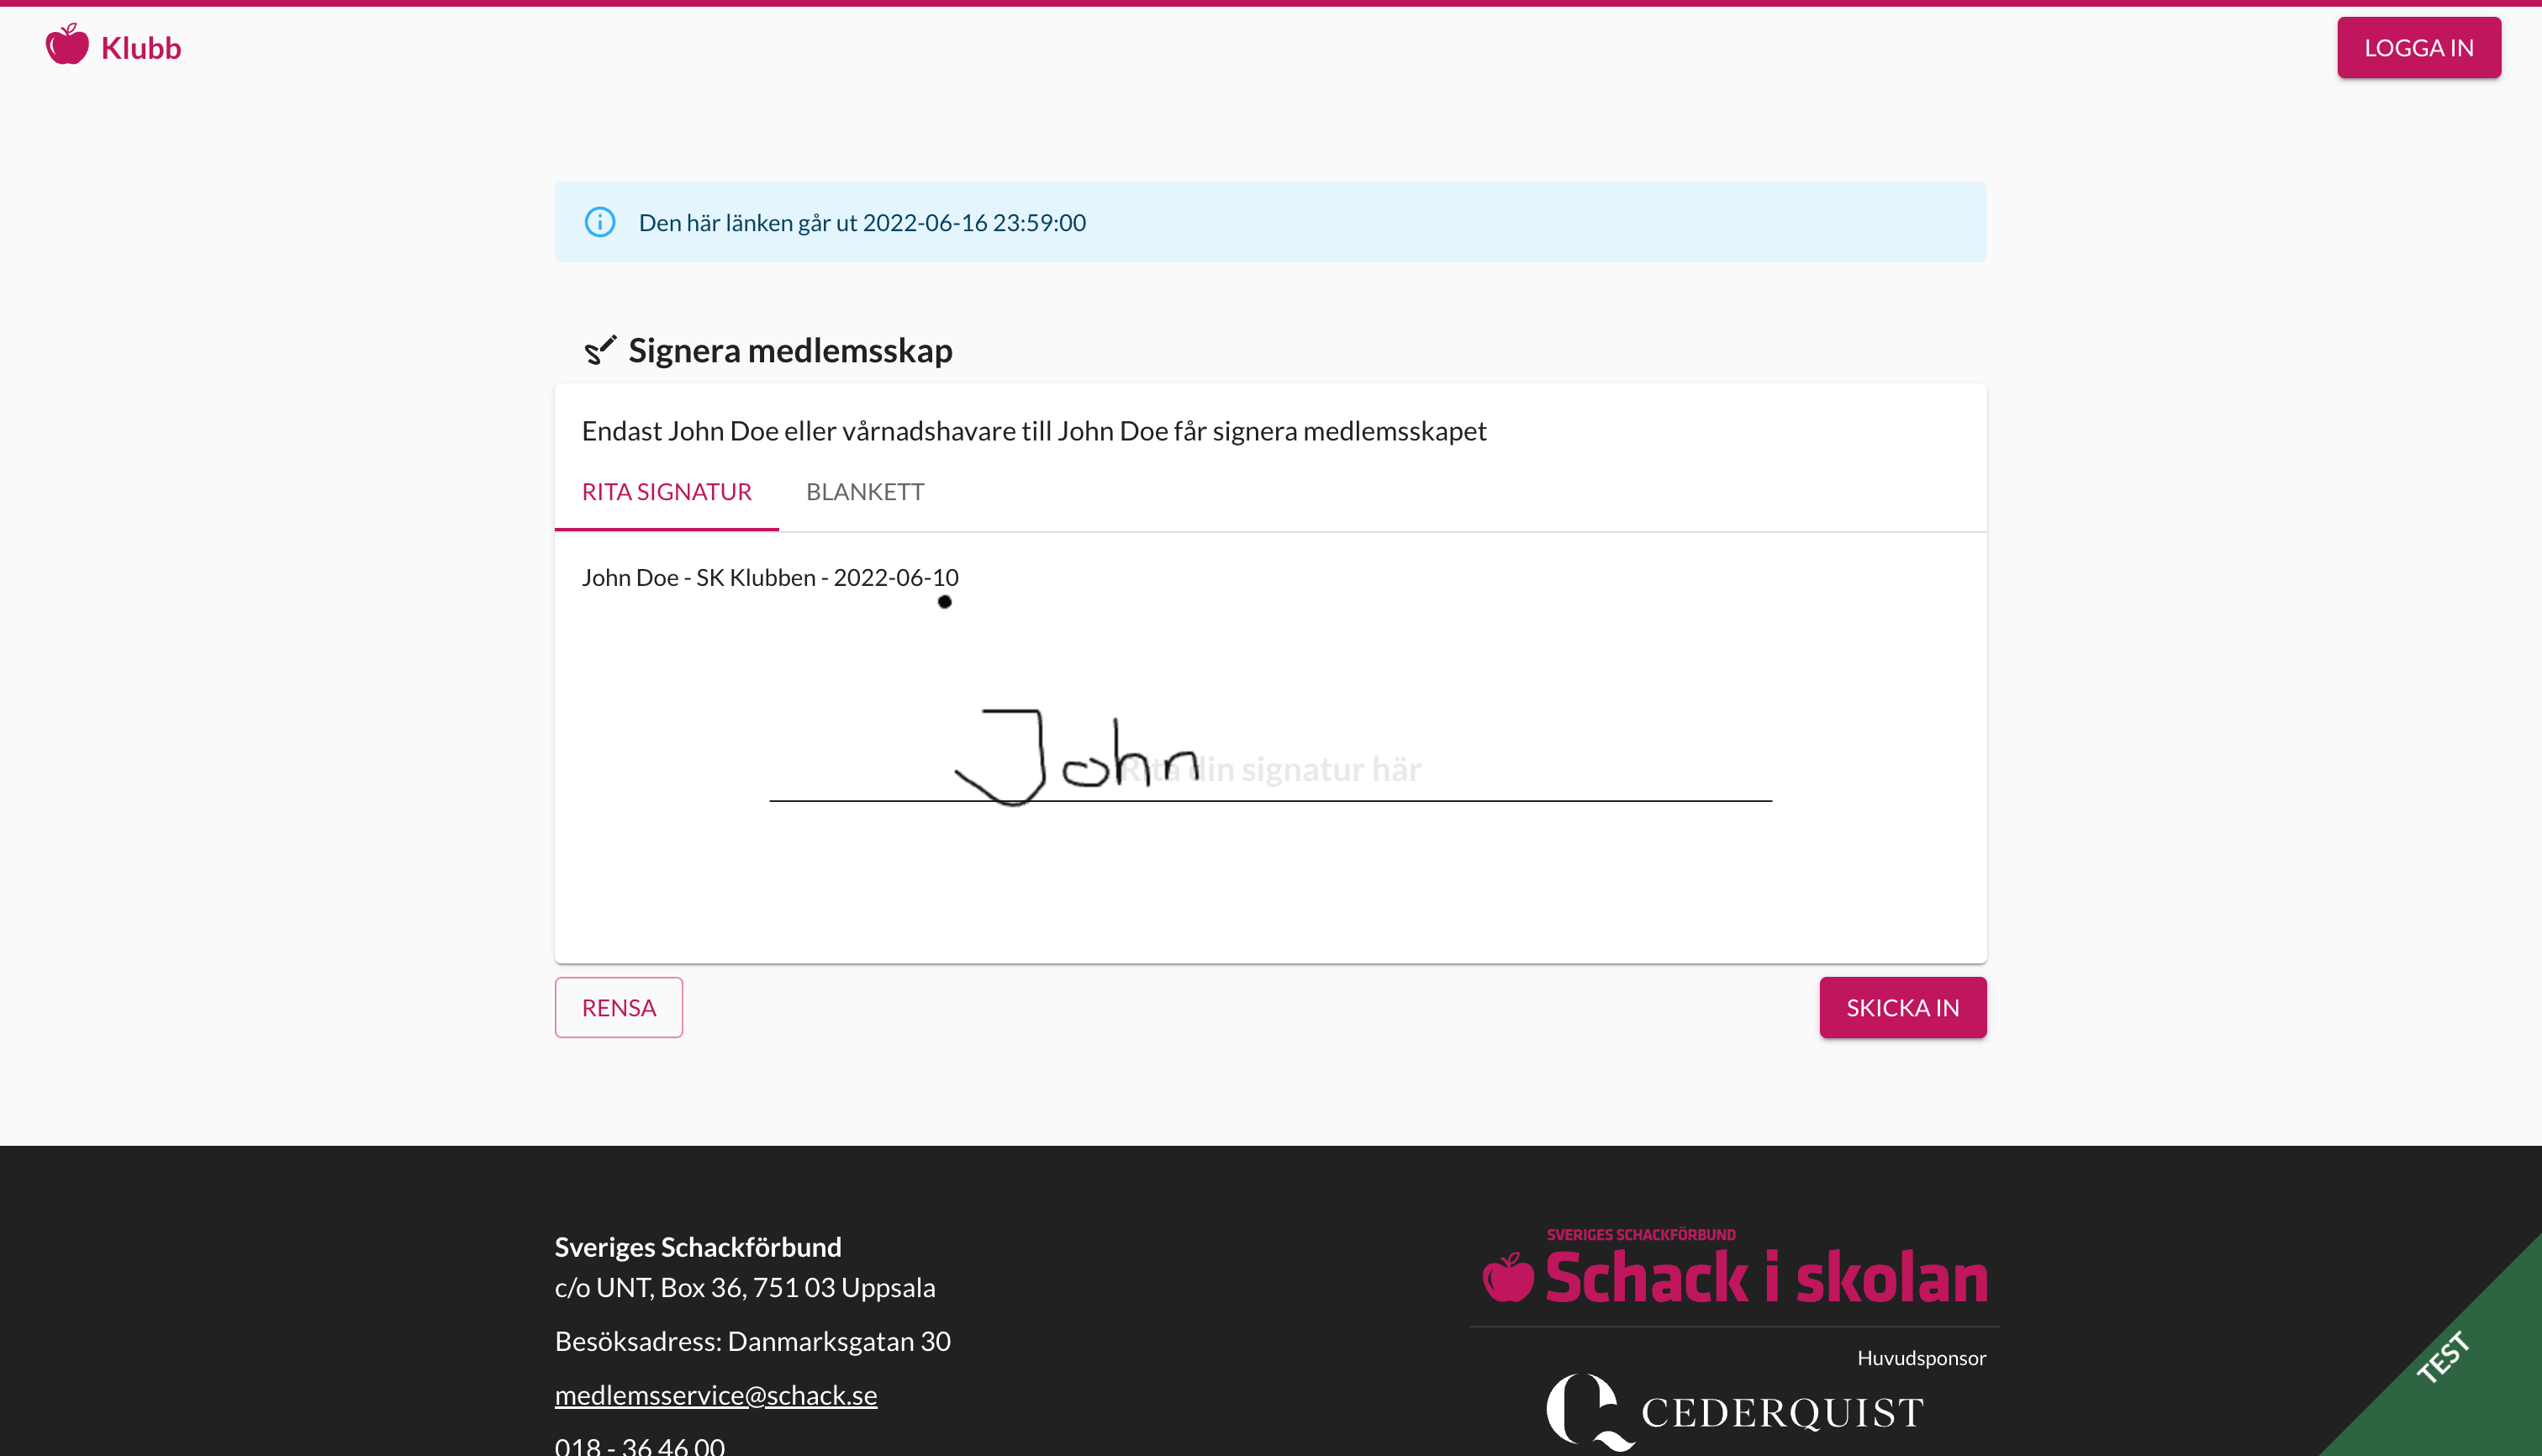 Klubb
LOGGA IN
Den här länken går ut 2022-06-16 23:59:00
Signera medlemsskap
Endast John Doe eller vårnadshavare till John Doe får signera medlemsskapet
RITA SIGNATUR
BLANKETT
John Doe - SK Klubben - 2022-06-10
John
Rita din signatur här
RENSA
SKICKA IN
Sveriges Schackförbund
c/o UNT, Box 36, 751 03 Uppsala
Besöksadress: Danmarksgatan 30
medlemsservice@schack.se
018 - 36 46 00
SVERIGES SCHACKFÖRBUND
Schack i skolan
Huvudsponsor
CEDERQUIST
TEST